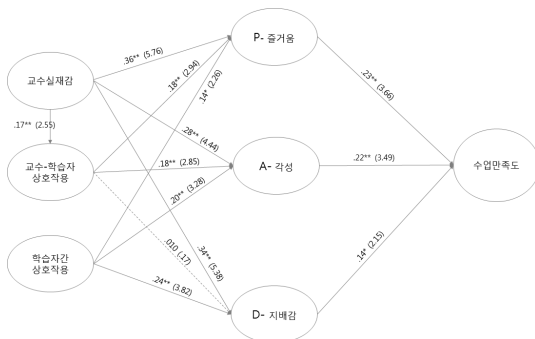 P- 즐거움
.36** (5.76)
.18** (2.94)
.14* (2.26)
교수실재감
.23** (3.66)
.17** (2.55)
.28** (4.44)
교수-학습자
상호작용
.18** (2.85)
A- 각성
.22** (3.49)
수업만족도
.20** (3.28)
학습자간
상호작용
.010 (.17)
.34** (5.38)
.14* (2.15)
.24** (3.82)
D- 지배감